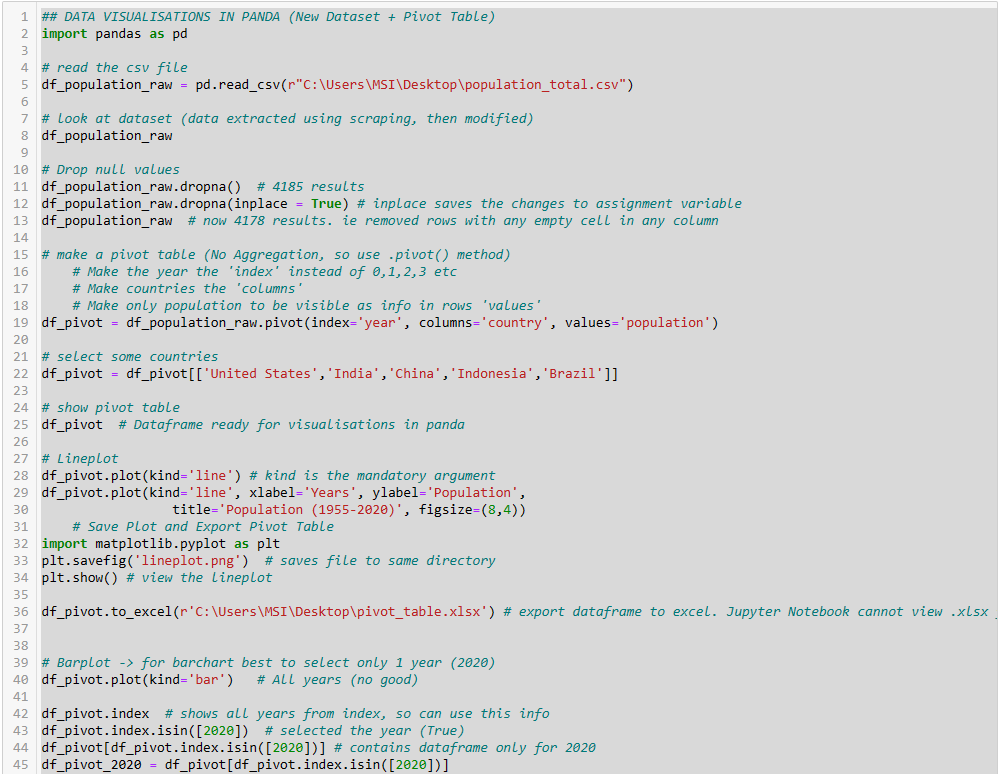 1 ## DATA VISUALISATIONS IN PANDA (New Dataset + Pivot Table)
2 import pandas as pd
3
4 # read the csv file
5 df_population_raw = pd.read_csv(r"C:\Users\MSI\Desktop\population_total.csv")
6
7 # look at dataset (data extracted using scraping, then modified)
8 df_population_raw
9
10 # Drop null values
11 df_population_raw.dropna()  # 4185 results
12 df_population_raw.dropna(inplace = True) # inplace saves the changes to assignment variable
13 df_population_raw  # now 4178 results. ie removed rows with any empty cell in any column
14
15 # make a pivot table (No Aggregation, so use .pivot() method)
16     # Make the year the 'index' instead of 0,1,2,3 etc
17     # Make countries the 'columns'
18     # Make only population to be visible as info in rows 'values'
19 df_pivot = df_population_raw.pivot(index='year', columns='country', values='population')
20
21 # select some countries
22 df_pivot = df_pivot[['United States','India','China','Indonesia','Brazil']]
23
24 # show pivot table
25 df_pivot  # Dataframe ready for visualisations in panda
26
27 # Lineplot
28 df_pivot.plot(kind='line') # kind is the mandatory argument
29 df_pivot.plot(kind='line', xlabel='Years', ylabel='Population',
30                 title='Population (1955-2020)', figsize=(8,4))
31     # Save Plot and Export Pivot Table
32 import matplotlib.pyplot as plt
33 plt.savefig('lineplot.png')  # saves file to same directory
34 plt.show() # view the lineplot
35
36 df_pivot.to_excel(r'C:\Users\MSI\Desktop\pivot_table.xlsx') # export dataframe to excel. Jupyter Notebook cannot view .xlsx
37
38
39 # Barplot -> for barchart best to select only 1 year (2020)
40 df_pivot.plot(kind='bar')   # All years (no good)
41
42 df_pivot.index  # shows all years from index, so can use this info
43 df_pivot.index.isin([2020])  # selected the year (True)
44 df_pivot[df_pivot.index.isin([2020])] # contains dataframe only for 2020
45 df_pivot_2020 = df_pivot[df_pivot.index.isin([2020])]